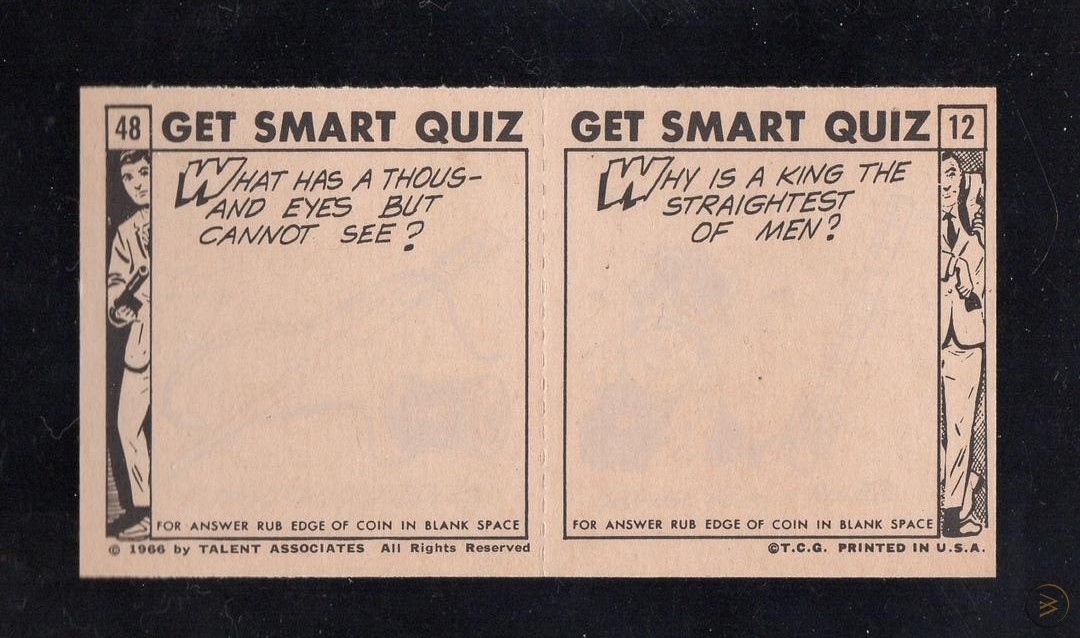 48 GET SMART QUIZ
WHAT HAS A THOUS-
AND EYES BUT
CANNOT SEE?
FOR ANSWER RUB EDGE OF COIN IN BLANK SPACE
© 1966 by TALENT ASSOCIATES All Rights Reserved
GET SMART QUIZ 12
WHY IS A KING THE
STRAIGHTEST
OF MEN?
FOR ANSWER RUB EDGE OF COIN IN BLANK SPACE
©T.C.G. PRINTED IN U.S.A.